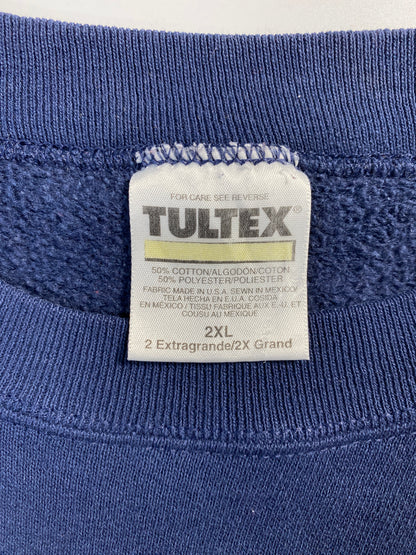 FOR CARE SEE REVERSE
TULTEX®
50% COTTON/ALGODON/COTON
50% POLYESTER/POLIESTER
FABRIC MADE IN U.S.A. SEWN IN MEXICO/
TELA HECHA EN E.U.A. COSIDA
EN MEXICO / TISSU FABRIQUE AUX E.-U. ET
COUSU AU MEXIQUE
2XL
2 Extragrande/2X Grand